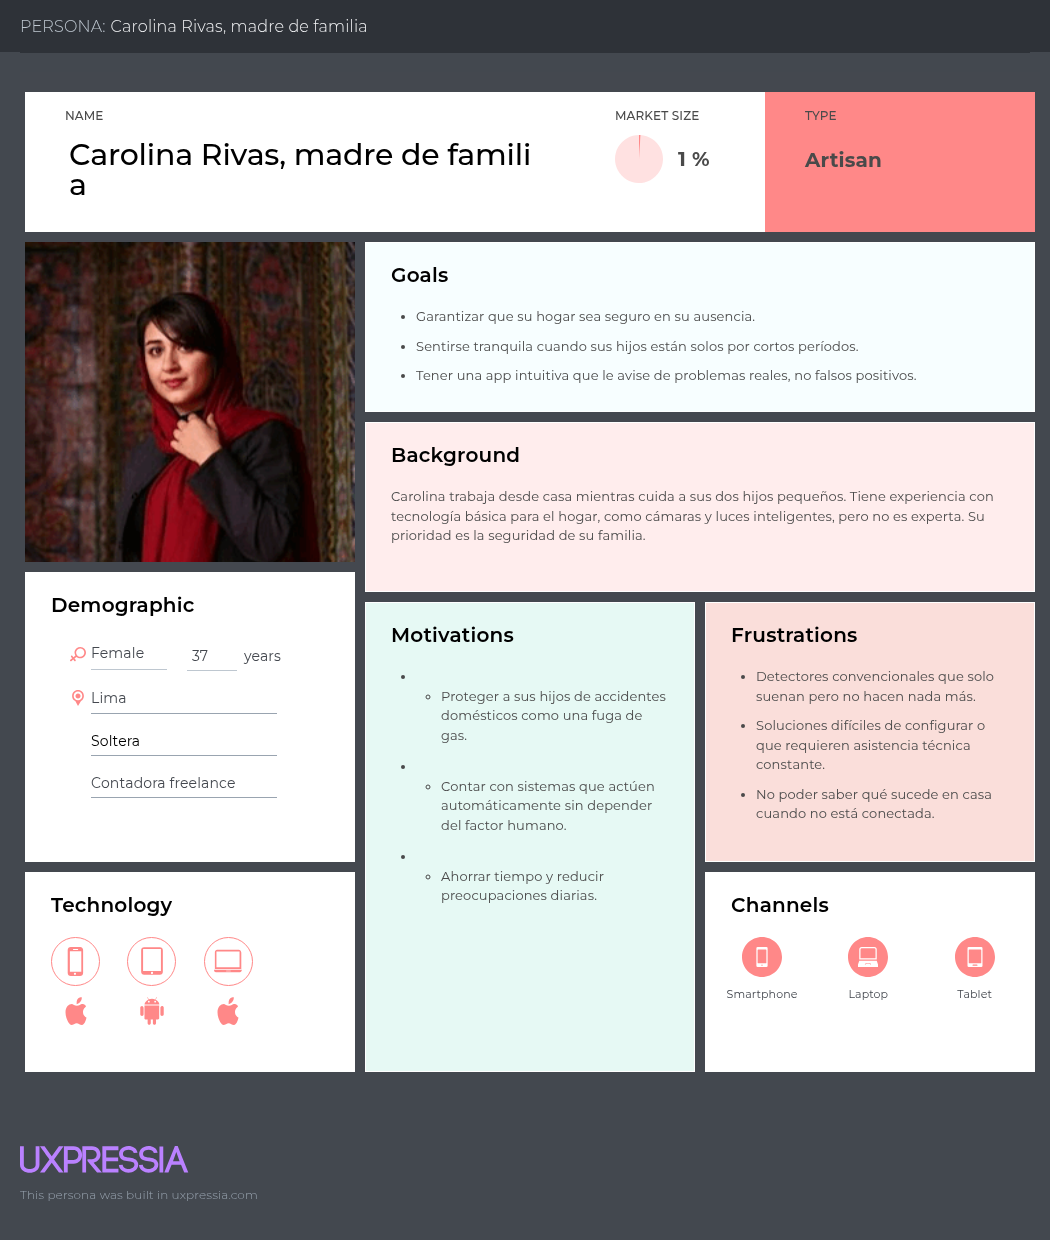 PERSONA: Carolina Rivas, madre de familia
NAME
Carolina Rivas, madre de famili
a
MARKET SIZE
1 %
TYPE
Artisan
Goals
Garantizar que su hogar sea seguro en su ausencia.
Sentirse tranquila cuando sus hijos están solos por cortos períodos.
Tener una app intuitiva que le avise de problemas reales, no falsos positivos.
Background
Carolina trabaja desde casa mientras cuida a sus dos hijos pequeños. Tiene experiencia con
tecnología básica para el hogar, como cámaras y luces inteligentes, pero no es experta. Su
prioridad es la seguridad de su familia.
Demographic
Female 37 years
Lima
Soltera
Contadora freelance
Motivations
Proteger a sus hijos de accidentes
domésticos como una fuga de
gas.
Contar con sistemas que actúen
automáticamente sin depender
del factor humano.
Ahorrar tiempo y reducir
preocupaciones diarias.
Frustrations
Detectores convencionales que solo
suenan pero no hacen nada más.
Soluciones difíciles de configurar o
que requieren asistencia técnica
constante.
No poder saber qué sucede en casa
cuando no está conectada.
Technology
Channels
Smartphone
Laptop
Tablet
UXPRESSIA
This persona was built in uxpressia.com